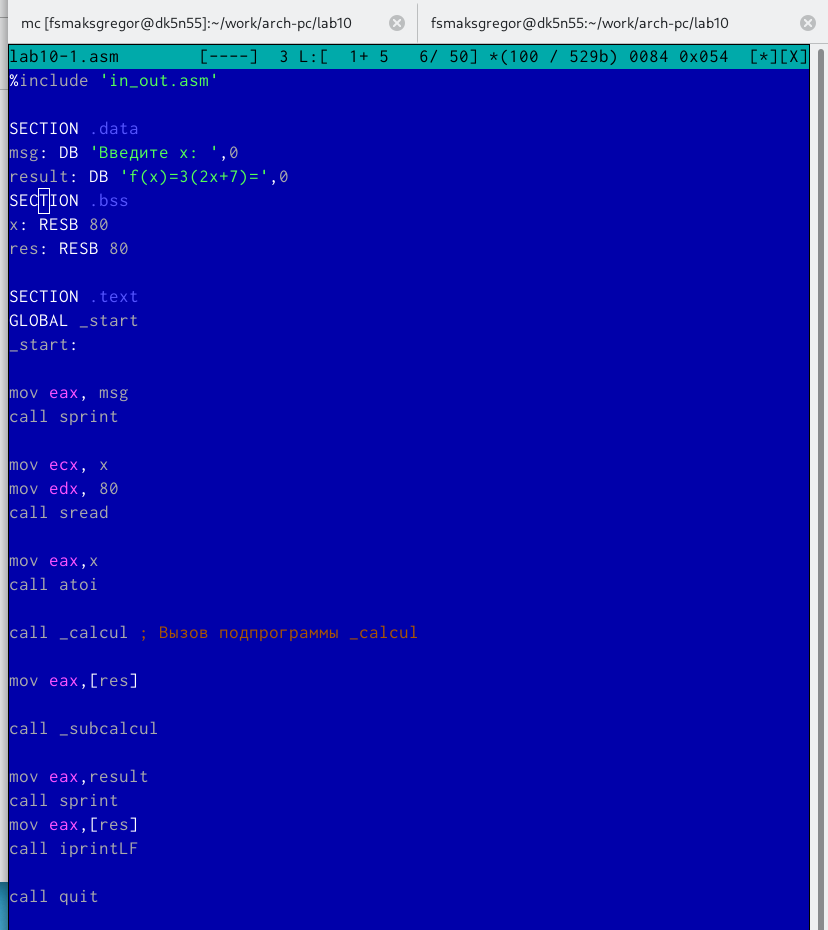 mc [fsmaksgregor@dk5n55]:~/work/arch-pc/lab10
fsmaksgregor@dk5n55:~/work/arch-pc/lab10
lab10-1.asm [----] 3 L:[ 1+ 5 6/ 50] *(100 / 529b) 0084 0x054 [*][X]
%include 'in_out.asm'
SECTION .data
msg: DB 'Введите x: ',0
result: DB 'f(x)=3(2x+7)=',0
SECTION .bss
x: RESB 80
res: RESB 80
SECTION .text
GLOBAL _start
_start:
mov eax, msg
call sprint
mov ecx, x
mov edx, 80
call sread
mov eax,x
call atoi
call _calcul ; Вызов подпрограммы _calcul
mov eax,[res]
call _subcalcul
mov eax,result
call sprint
mov eax,[res]
call iprintLF
call quit